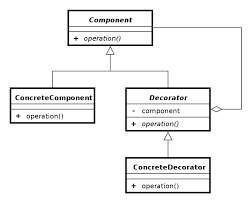 Component
+ operation()
ConcreteComponent
+ operation()
Decorator
- component
+ operation()
ConcreteDecorator
+ operation()